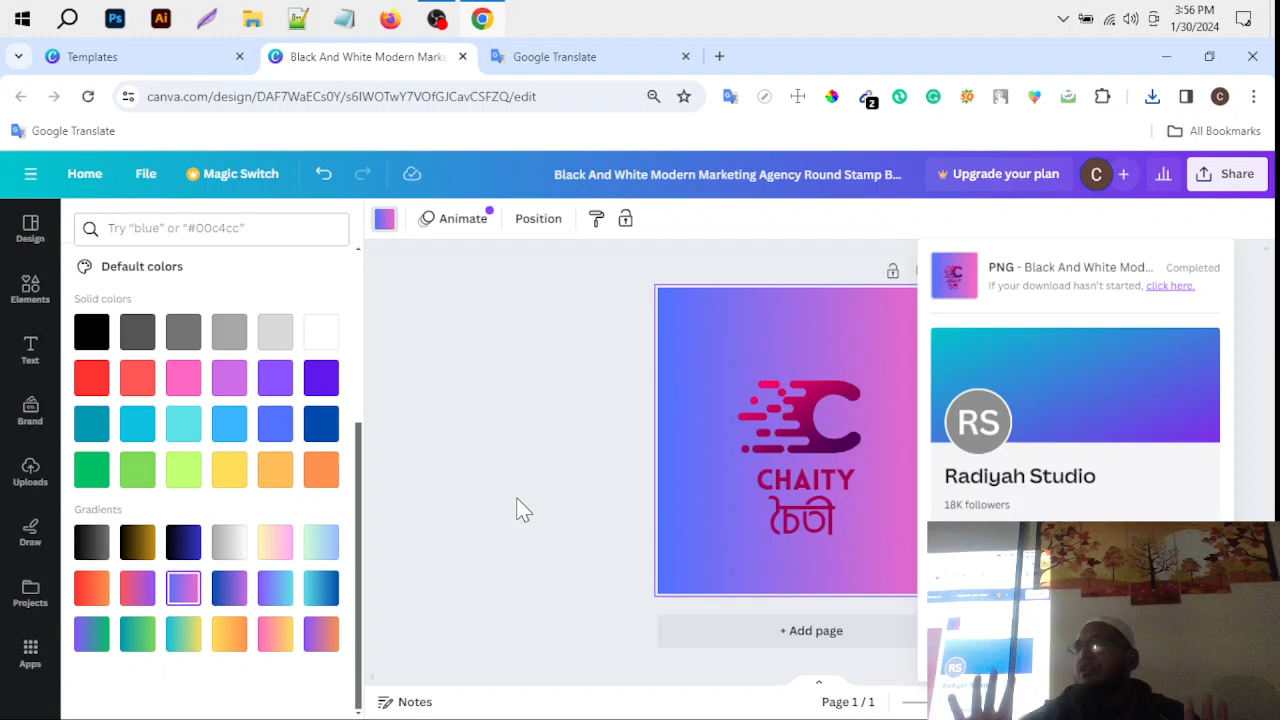 3:56 PM
1/30/2024
Templates
Black And White Modern Marke
Google Translate
canva.com/design/DAF7WaECs0Y/s6IWOTwY7VOfGJCavCSFZQ/edit
2
C
Google Translate
All Bookmarks
Home
File
Magic Switch
Black And White Modern Marketing Agency Round Stamp B...
Upgrade your plan
C
Share
Design
Elements
Text
Brand
Uploads
Draw
Projects
Apps
Try “blue” or “#00c4cc”
Default colors
Solid colors
Gradients
Animate
Position
CHAITY
চৈতী
+ Add page
Notes
Page 1 / 1
PNG - Black And White Mod...
Completed
If your download hasn't started, click here.
RS
Radiyah Studio
18K followers
RS